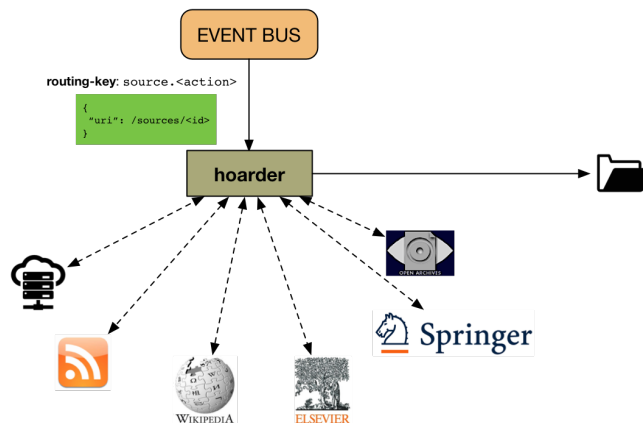 EVENT BUS
routing-key: source.<action>
{
"uri": /sources/<id>
}
hoarder
OPEN ARCHIVES
Springer
WIKIPEDIA
ELSEVIER